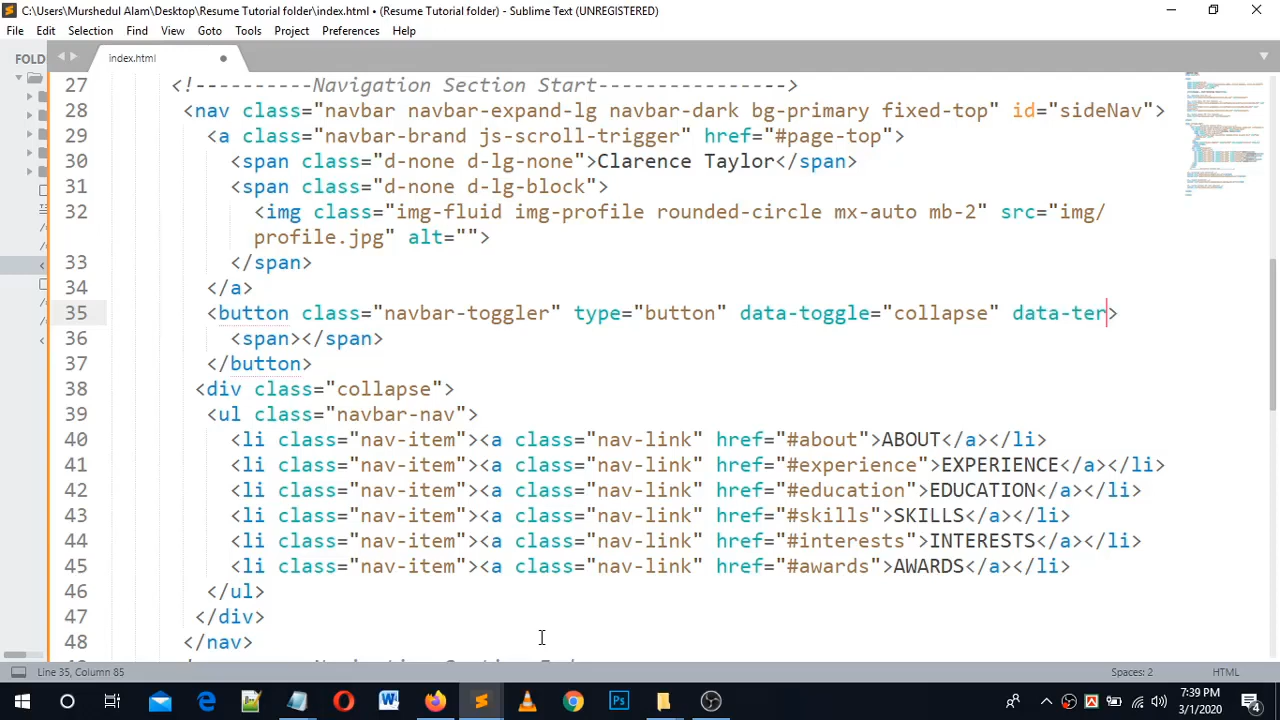 C:\Users\Murshedul Alam\Desktop\Resume Tutorial folder\index.html • (Resume Tutorial folder) - Sublime Text (UNREGISTERED)
File Edit Selection Find View Goto Tools Project Preferences Help
FOLD
index.html
27 <!----------Navigation Section Start---------------->
28 <nav class="navbar navbar-expend-lg navbar-dark bg-primary fixed-top" id="sideNav">
29 <a class="navbar-brand js-scroll-trigger" href="#page-top">
30 <span class="d-none d-lg-none">Clarence Taylor</span>
31 <span class="d-none d-lg-block">
32 <img class="img-fluid img-profile rounded-circle mx-auto mb-2" src="img/
profile.jpg" alt="">
33 </span>
34 </a>
35 <button class="navbar-toggler" type="button" data-toggle="collapse" data-ter>
36 <span></span>
37 </button>
38 <div class="collapse">
39 <ul class="navbar-nav">
40 <li class="nav-item"><a class="nav-link" href="#about">ABOUT</a></li>
41 <li class="nav-item"><a class="nav-link" href="#experience">EXPERIENCE</a></li>
42 <li class="nav-item"><a class="nav-link" href="#education">EDUCATION</a></li>
43 <li class="nav-item"><a class="nav-link" href="#skills">SKILLS</a></li>
44 <li class="nav-item"><a class="nav-link" href="#interests">INTERESTS</a></li>
45 <li class="nav-item"><a class="nav-link" href="#awards">AWARDS</a></li>
46 </ul>
47 </div>
48 </nav>
Line 35, Column 85
Spaces: 2
HTML
7:39 PM
3/1/2020
4